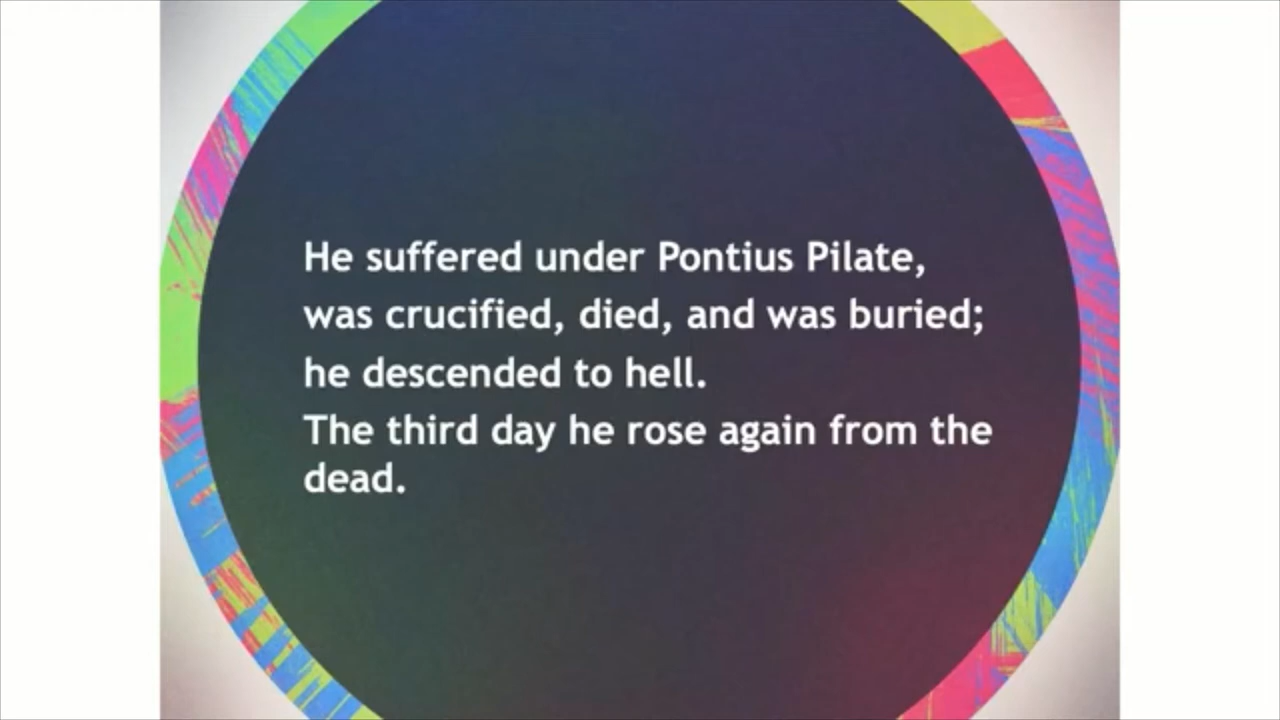 He suffered under Pontius Pilate,
was crucified, died, and was buried;
he descended to hell.
The third day he rose again from the
dead.